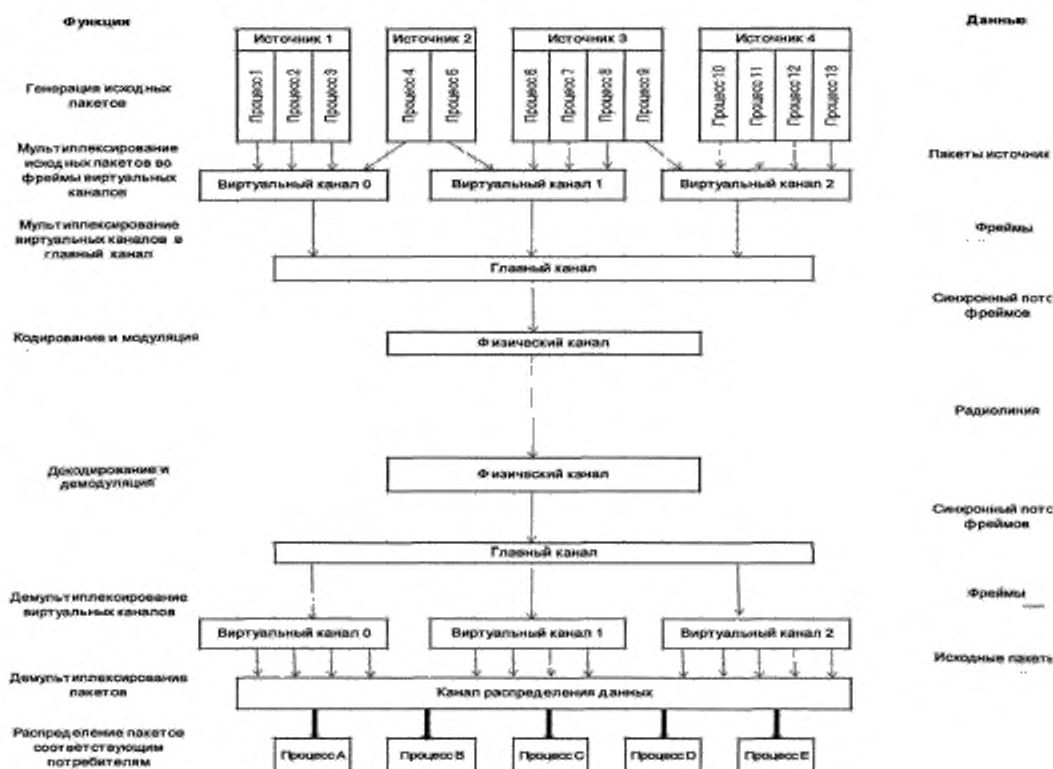 Функции
Данные
Источник 1
Источник 2
Источник 3
Источник 4
Генерация исходных
пакетов
Процесс 1
Процесс 2
Процесс 3
Процесс 4
Процесс 5
Процесс 6
Процесс 7
Процесс 8
Процесс 9
Процесс 10
Процесс 11
Процесс 12
Процесс 13
Мультиплексирование
исходных пакетов во
фреймы виртуальных
каналов
Пакеты источник
Виртуальный канал 0
Виртуальный канал 1
Виртуальный канал 2
Мультиплексирование
виртуальных каналов в
главный канал
Фреймы
Главный канал
Синхронный пото
фреймов
Кодирование и модуляция
Физический канал
Радиолиния
Декодирование и
демодуляция
Физический канал
Синхронный пото
фреймов
Главный канал
Демультиплексирование
виртуальных каналов
Фреймы
Виртуальный канал 0
Виртуальный канал 1
Виртуальный канал 2
Исходные пакеты
Демультиплексирование
пакетов
Канал распределения данных
Распределение пакетов
соответствующим
потребителям
Процесс A
Процесс B
Процесс C
Процесс D
Процесс E